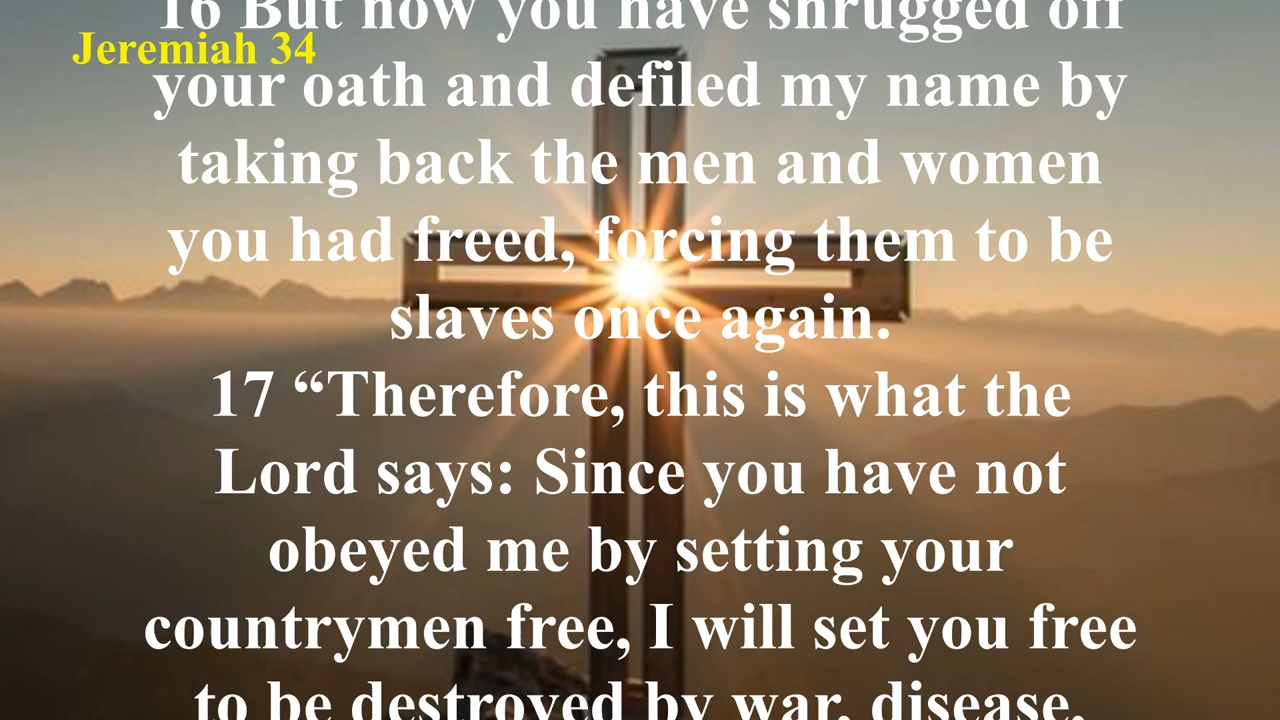 16 But now you have shrugged off
Jeremiah 34
your oath and defiled my name by
taking back the men and women
you had freed, forcing them to be
slaves once again.
17 “Therefore, this is what the
Lord says: Since you have not
obeyed me by setting your
countrymen free, I will set you free
to be destroyed by war, disease,